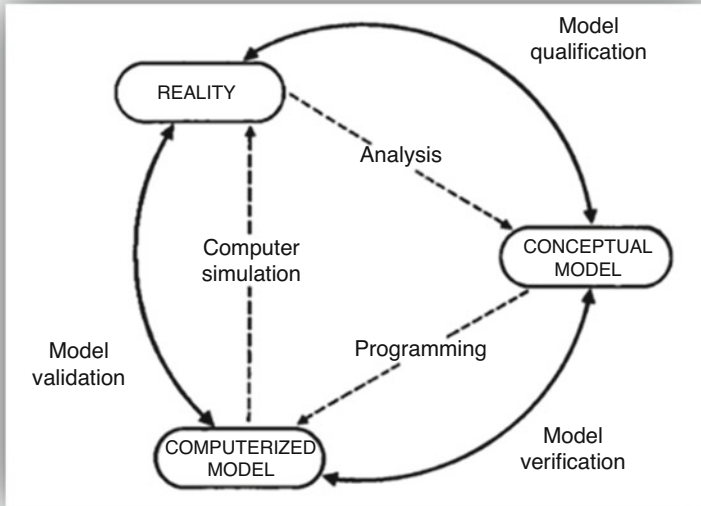 Model
qualification
REALITY
Analysis
CONCEPTUAL
MODEL
Computer
simulation
Programming
Model
validation
COMPUTERIZED
MODEL
Model
verification